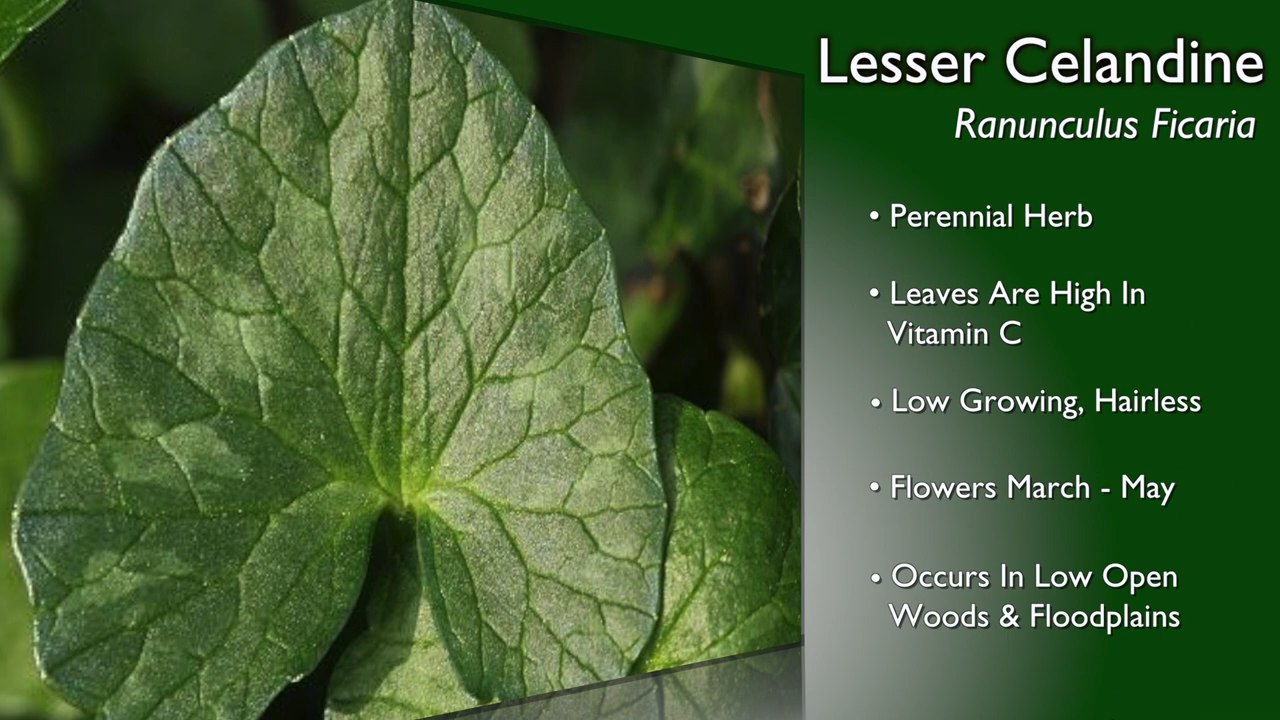 Lesser Celandine
Ranunculus Ficaria
• Perennial Herb
• Leaves Are High In
Vitamin C
• Low Growing, Hairless
• Flowers March - May
• Occurs In Low Open
Woods & Floodplains